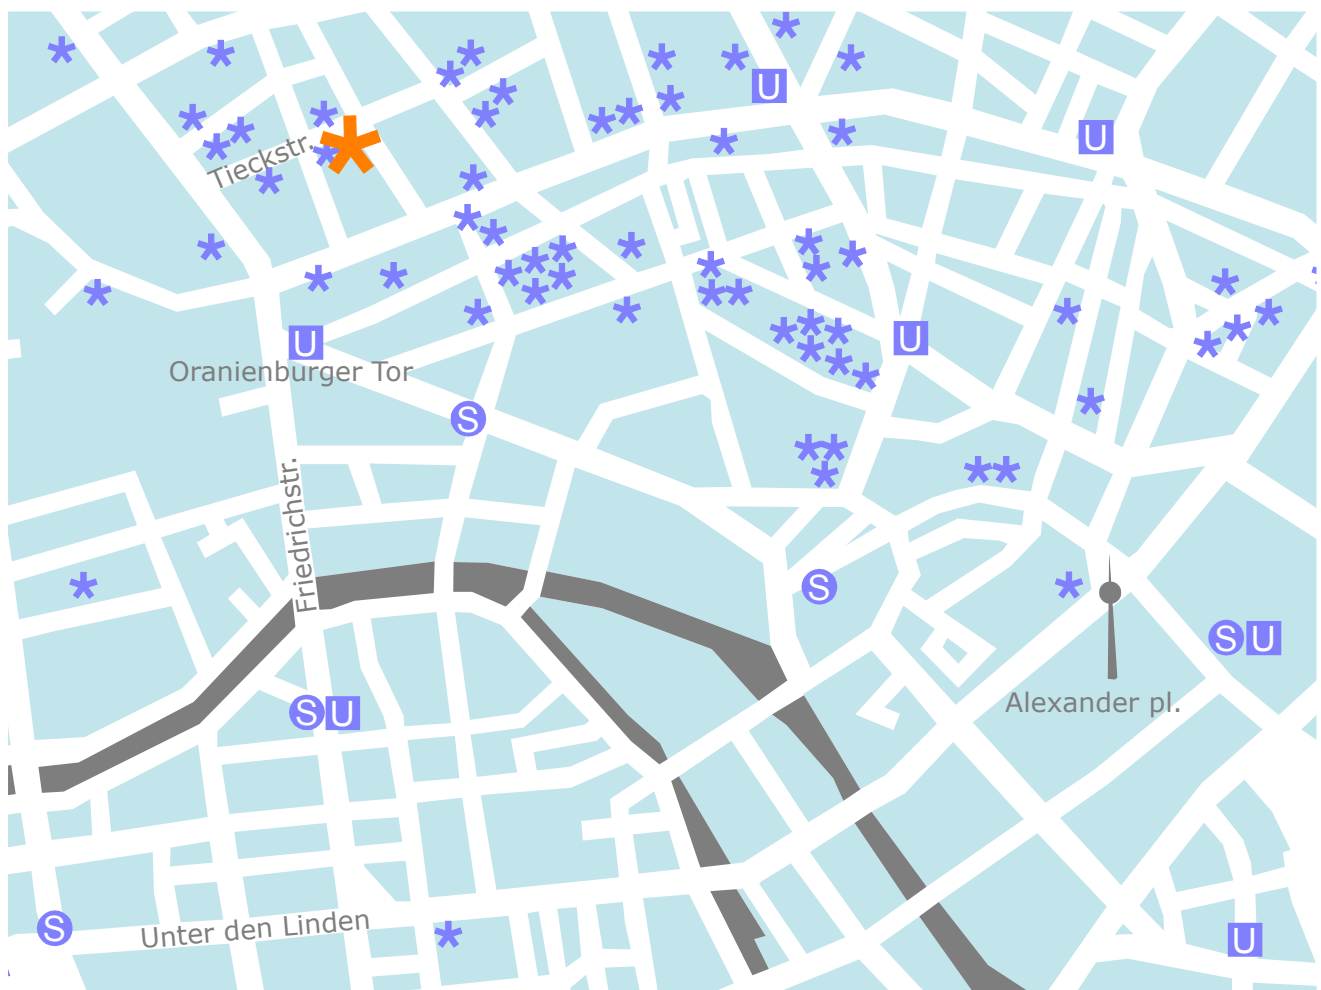 U
U
Tieckstr.
U
U
Oranienburger Tor
S
Friedrichstr.
S
S U
Alexander pl.
S U
S
Unter den Linden
U